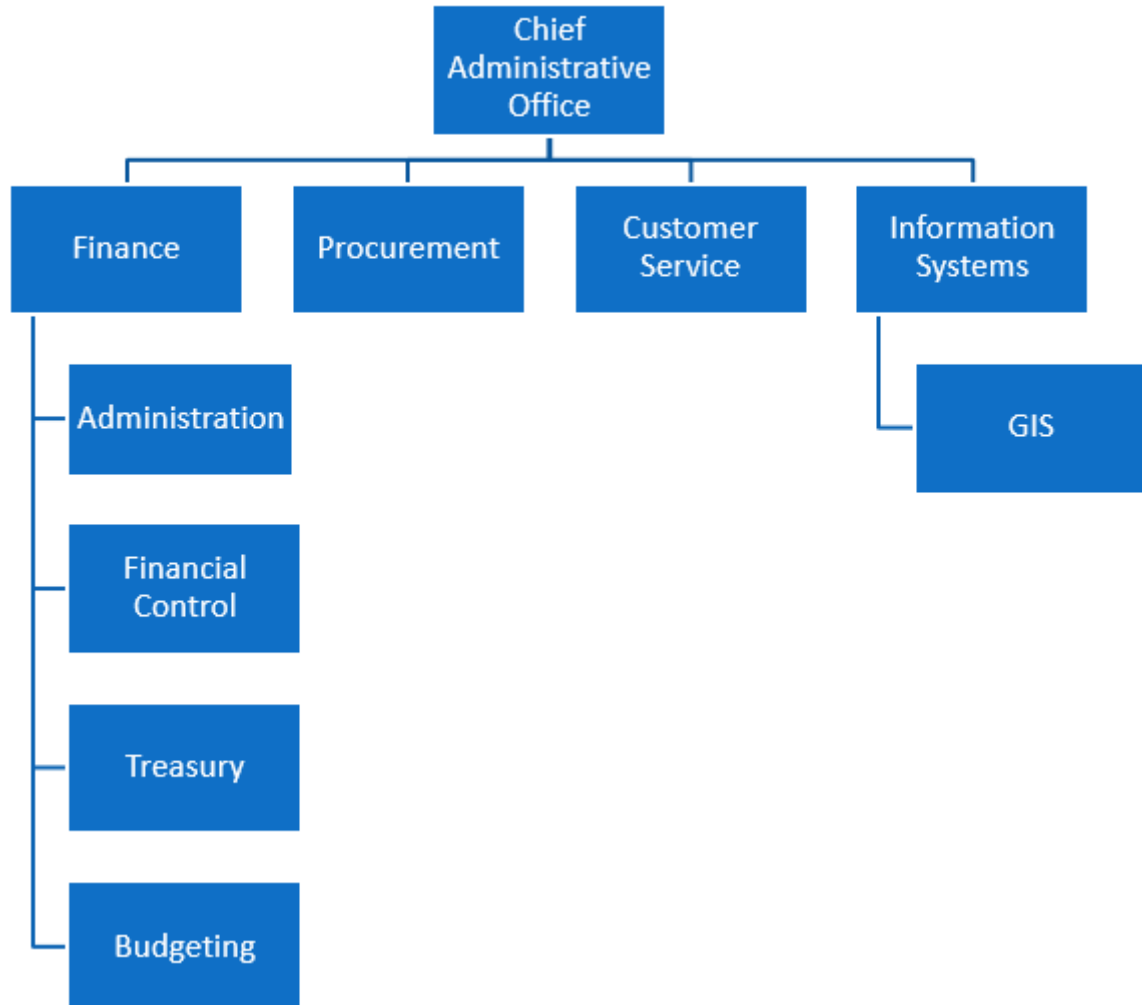 Chief
Administrative
Office
Finance
Procurement
Customer
Service
Information
Systems
Administration
GIS
Financial
Control
Treasury
Budgeting